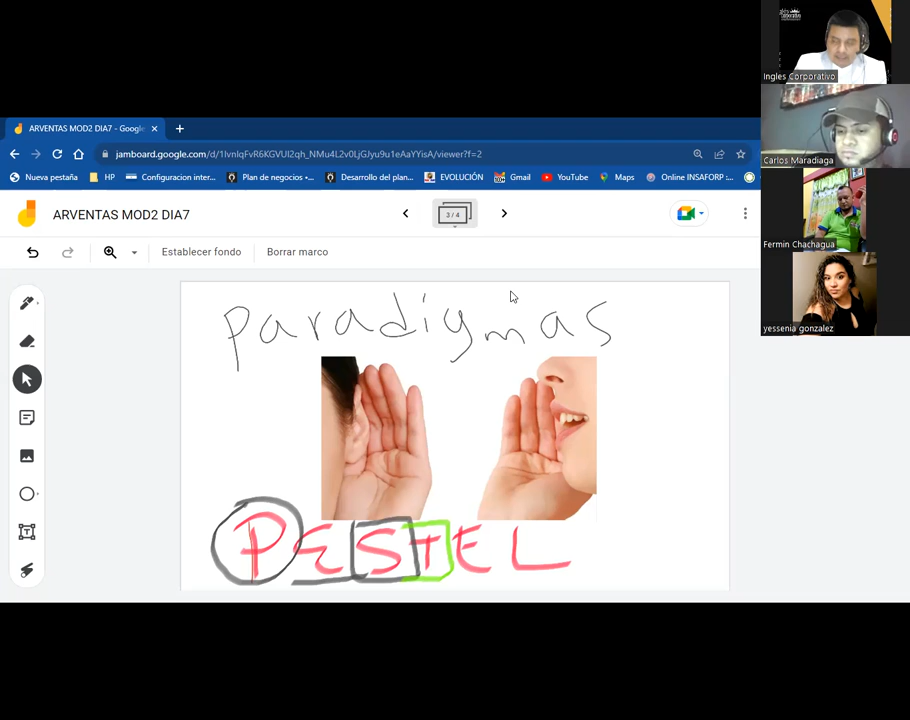 ARVENTAS MOD2 DIA7 - Google
jamboard.google.com/d/1IvnlqFvR6KGVUI2qh_NMu4L2v0LjGJyu9u1eAaYYisA/viewer?f=2
Nueva pestaña
HP
Configuracion inter...
Plan de negocios •...
Desarrollo del plan...
EVOLUCIÓN
Gmail
YouTube
Maps
Online INSAFORP :...
ARVENTAS MOD2 DIA7
3 / 4
Establecer fondo
Borrar marco
paradigmas
PESTEL
Ingles Corporativo
Carlos Maradiaga
Fermin Chachagua
yessenia gonzalez